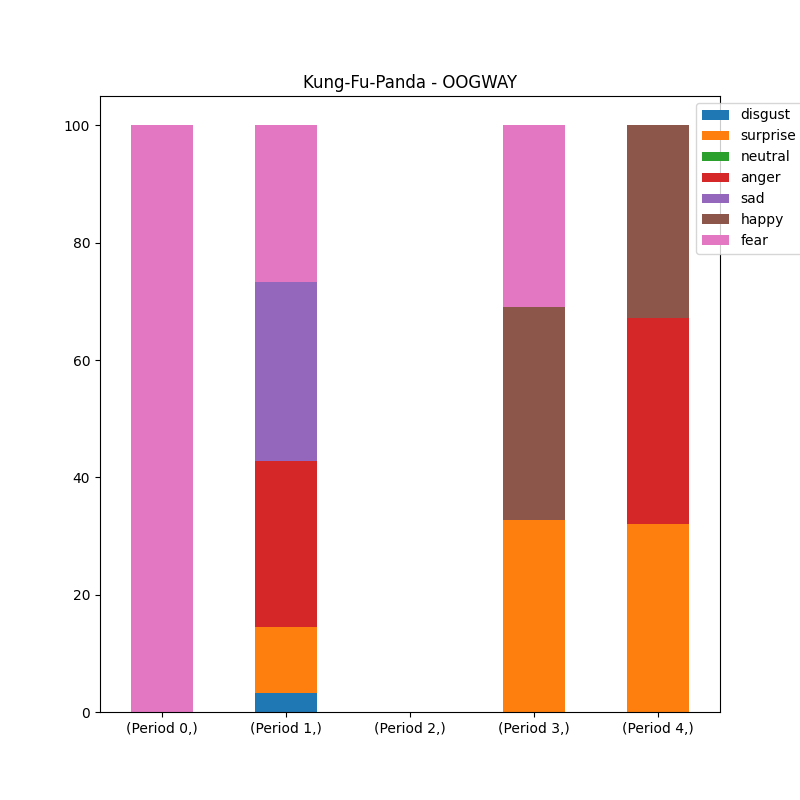 Kung-Fu-Panda - OOGWAY
disgust
surprise
neutral
anger
sad
happy
fear
100
80
60
40
20
0
(Period 0,) (Period 1,) (Period 2,) (Period 3,) (Period 4,)